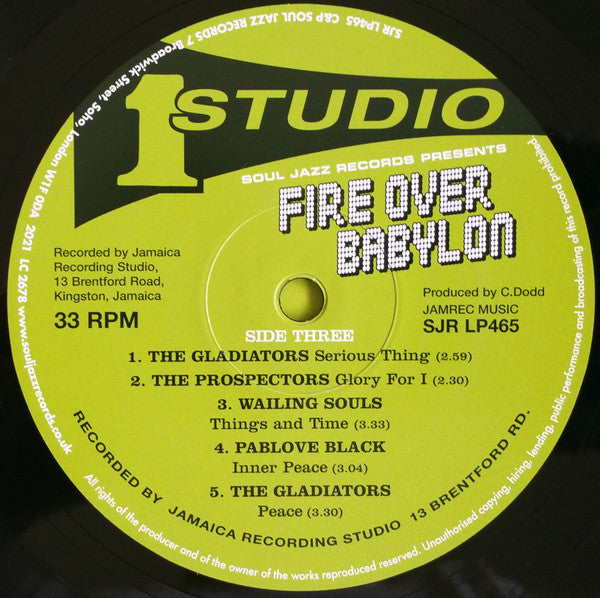 1 STUDIO
SOUL JAZZ RECORDS PRESENTS
FIRE OVER
BABYLON
Recorded by Jamaica
Recording Studio,
13 Brentford Road,
Kingston, Jamaica
33 RPM
Produced by C.Dodd
JAMREC MUSIC
SJR LP465
SIDE THREE
1. THE GLADIATORS Serious Thing (2.59)
2. THE PROSPECTORS Glory For I (2.30)
3. WAILING SOULS
Things and Time (3.33)
4. PABLOVE BLACK
Inner Peace (3.04)
5. THE GLADIATORS
Peace (3.30)
RECORDED BY JAMAICA RECORDING STUDIO 13 BRENTFORD RD.
All rights of the producer and of the owner of the works reproduced reserved. Unauthorised copying, hiring, lending, public performance and broadcasting of this record prohibited.
SJR LP465 C&P SOUL JAZZ RECORDS 7 Broadwick Street, Soho, London W1F 0DA 2021 LC 2678 www.souljazzrecords.co.uk